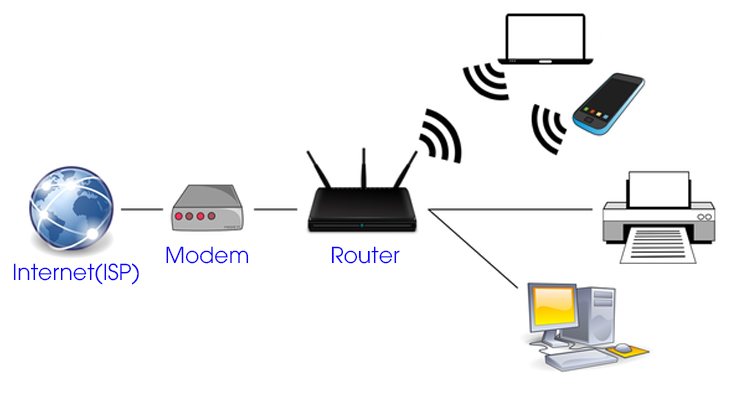 Internet(ISP)
Modem
Router